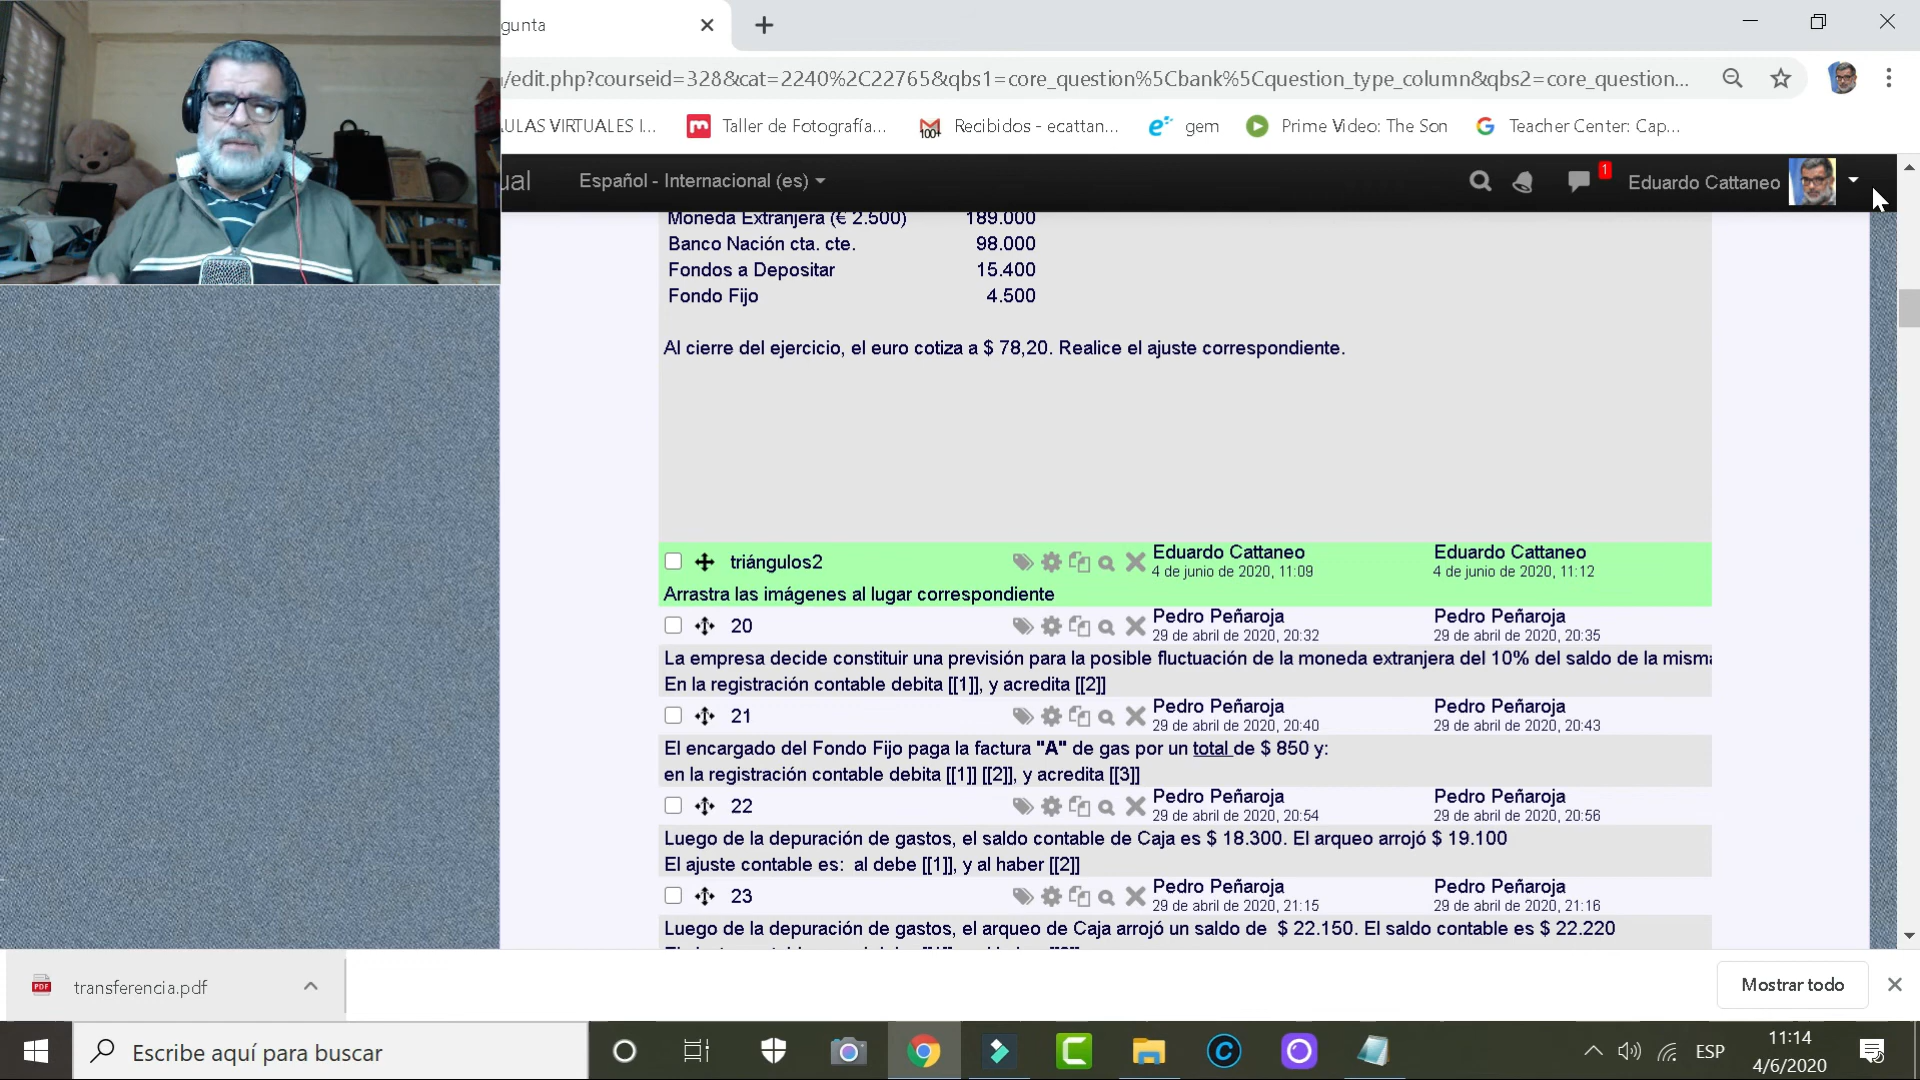 gunta
/edit.php?courseid=328&cat=2240%2C22765&qbs1=core_question%5Cbank%5Cquestion_type_column&qbs2=core_question...
AULAS VIRTUALES I...
Taller de Fotografía...
100+
Recibidos - ecattan...
gem
Prime Video: The Son
Teacher Center: Cap...
ual
Español - Internacional (es)
1
Eduardo Cattaneo
Moneda Extranjera (€ 2.500) 189.000
Banco Nación cta. cte. 98.000
Fondos a Depositar 15.400
Fondo Fijo 4.500
Al cierre del ejercicio, el euro cotiza a $ 78,20. Realice el ajuste correspondiente.
triángulos2
Eduardo Cattaneo
4 de junio de 2020, 11:09
Eduardo Cattaneo
4 de junio de 2020, 11:12
Arrastra las imágenes al lugar correspondiente
20
Pedro Peñaroja
29 de abril de 2020, 20:32
Pedro Peñaroja
29 de abril de 2020, 20:35
La empresa decide constituir una previsión para la posible fluctuación de la moneda extranjera del 10% del saldo de la misma
En la registración contable debita [[1]], y acredita [[2]]
21
Pedro Peñaroja
29 de abril de 2020, 20:40
Pedro Peñaroja
29 de abril de 2020, 20:43
El encargado del Fondo Fijo paga la factura "A" de gas por un total de $ 850 y:
en la registración contable debita [[1]] [[2]], y acredita [[3]]
22
Pedro Peñaroja
29 de abril de 2020, 20:54
Pedro Peñaroja
29 de abril de 2020, 20:56
Luego de la depuración de gastos, el saldo contable de Caja es $ 18.300. El arqueo arrojó $ 19.100
El ajuste contable es: al debe [[1]], y al haber [[2]]
23
Pedro Peñaroja
29 de abril de 2020, 21:15
Pedro Peñaroja
29 de abril de 2020, 21:16
Luego de la depuración de gastos, el arqueo de Caja arrojó un saldo de $ 22.150. El saldo contable es $ 22.220
PDF
transferencia.pdf
Mostrar todo
Escribe aquí para buscar
ESP
11:14
4/6/2020